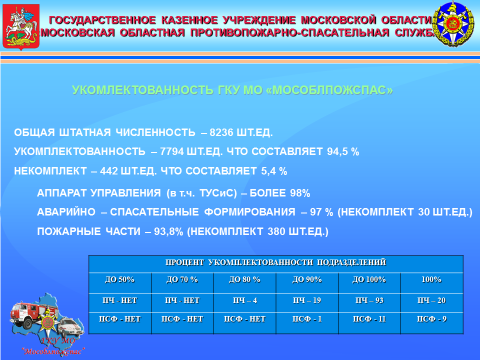 ГОСУДАРСТВЕННОЕ КАЗЕННОЕ УЧРЕЖДЕНИЕ МОСКОВСКОЙ ОБЛАСТИ
МОСКОВСКАЯ ОБЛАСТНАЯ ПРОТИВОПОЖАРНО-СПАСАТЕЛЬНАЯ СЛУЖБ
УКОМЛЕКТОВАННОСТЬ ГКУ МО «МОСОБЛПОЖСПАС»
ОБЩАЯ ШТАТНАЯ ЧИСЛЕННОСТЬ – 8236 ШТ.ЕД.
УКОМПЛЕКТОВАННОСТЬ – 7794 ШТ.ЕД. ЧТО СОСТАВЛЯЕТ 94,5 %
НЕКОМПЛЕКТ – 442 ШТ.ЕД. ЧТО СОСТАВЛЯЕТ 5,4 %
АППАРАТ УПРАВЛЕНИЯ (в т.ч. ТУСиС) – БОЛЕЕ 98%
АВАРИЙНО – СПАСАТЕЛЬНЫЕ ФОРМИРОВАНИЯ – 97 % (НЕКОМПЛЕКТ 30 ШТ.ЕД.)
ПОЖАРНЫЕ ЧАСТИ – 93,8% (НЕКОМПЛЕКТ 380 ШТ.ЕД.)
ПРОЦЕНТ УКОМПЛЕКТОВАННОСТИ ПОДРАЗДЕЛЕНИЙ
ДО 50% ДО 70 % ДО 80 % ДО 90% ДО 100% 100%
ПЧ - НЕТ ПЧ - НЕТ ПЧ – 4 ПЧ – 19 ПЧ – 93 ПЧ – 20
ПСФ - НЕТ ПСФ - НЕТ ПСФ - НЕТ ПСФ - 1 ПСФ - 11 ПСФ - 9